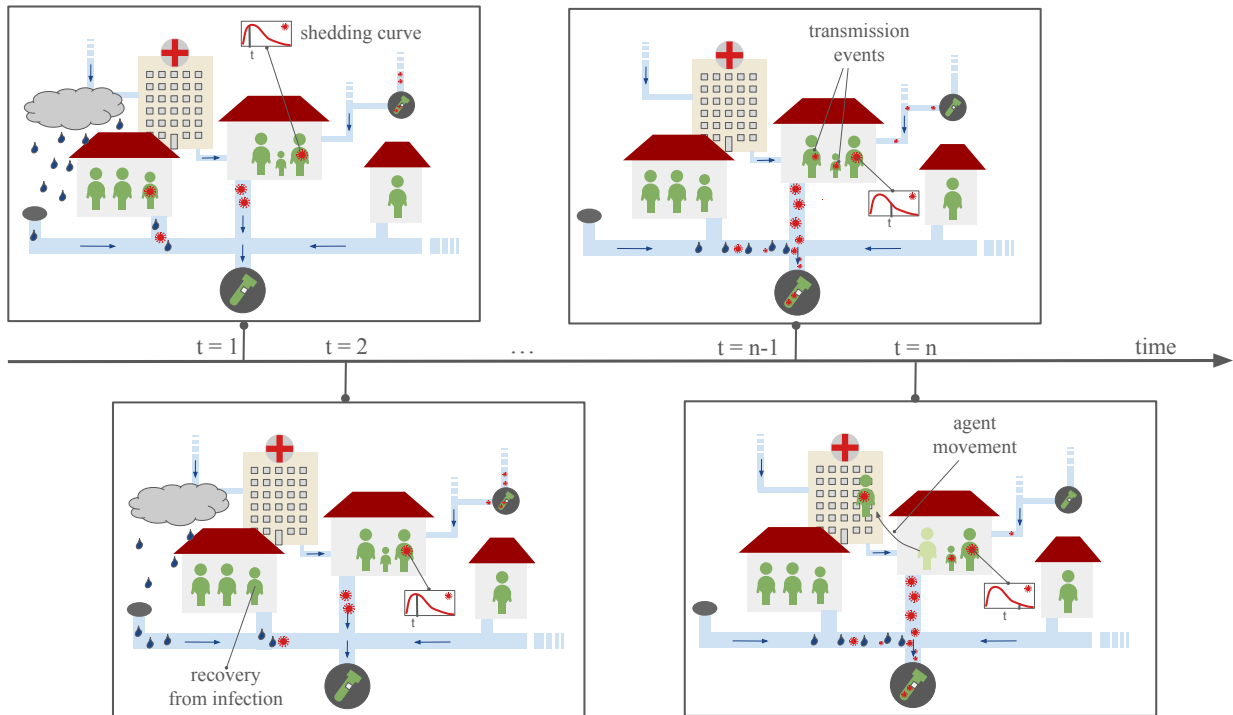 shedding curve
t
transmission
events
t
t = 1
t = 2
...
t = n-1
t = n
time
t
recovery
from infection
agent
movement
t